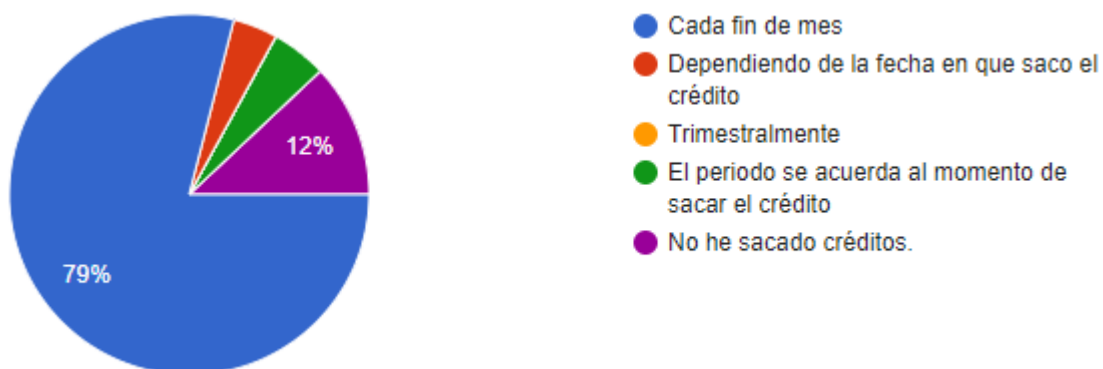 Cada fin de mes
Dependiendo de la fecha en que saco el
crédito
Trimestralmente
12%
El periodo se acuerda al momento de
sacar el crédito
No he sacado créditos.
79%